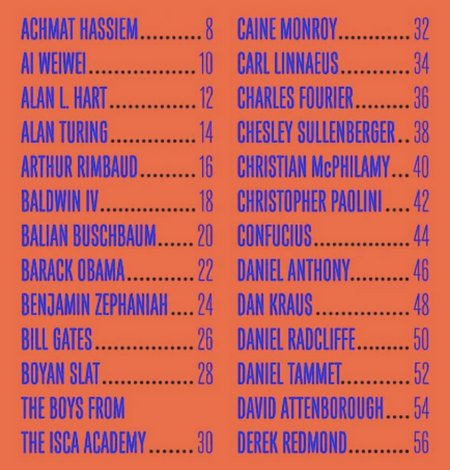 ACHMAT HASSIEM..........8
AI WEIWEI..................10
ALAN L. HART..............12
ALAN TURING..............14
ARTHUR RIMBAUD..........16
BALDWIN IV................18
BALIAN BUSCHBAUM......20
BARACK OBAMA............22
BENJAMIN ZEPHANIAH....24
BILL GATES.................26
BOYAN SLAT...............28
THE BOYS FROM
THE ISCA ACADEMY........30
CAINE MONROY............32
CARL LINNAEUS............34
CHARLES FOURIER.........36
CHESLEY SULLENBERGER..38
CHRISTIAN McPHILAMY...40
CHRISTOPHER PAOLINI....42
CONFUCIUS................44
DANIEL ANTHONY..........46
DAN KRAUS................48
DANIEL RADCLIFFE.........50
DANIEL TAMMET...........52
DAVID ATTENBOROUGH....54
DEREK REDMOND..........56